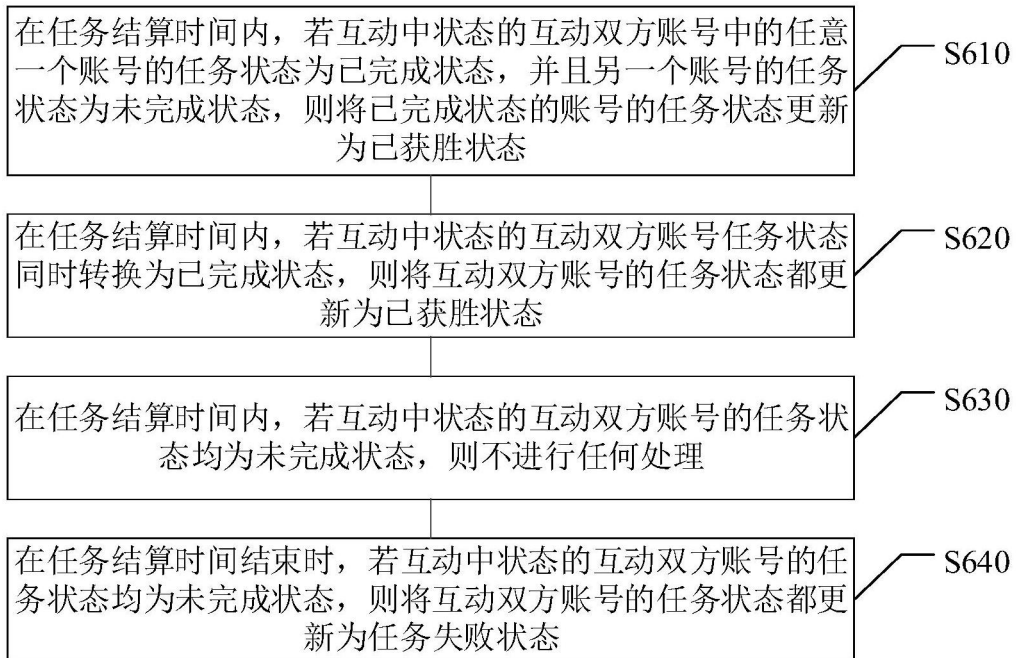 在任务结算时间内，若互动中状态的互动双方账号中的任意
一个账号的任务状态为已完成状态，并且另一个账号的任务
状态为未完成状态，则将已完成状态的账号的任务状态更新
为已获胜状态
S610
在任务结算时间内，若互动中状态的互动双方账号任务状态
同时转换为已完成状态，则将互动双方账号的任务状态都更
新为已获胜状态
S620
在任务结算时间内，若互动中状态的互动双方账号的任务状
态均为未完成状态，则不进行任何处理
S630
在任务结算时间结束时，若互动中状态的互动双方账号的任
务状态均为未完成状态，则将互动双方账号的任务状态都更
新为任务失败状态
S640